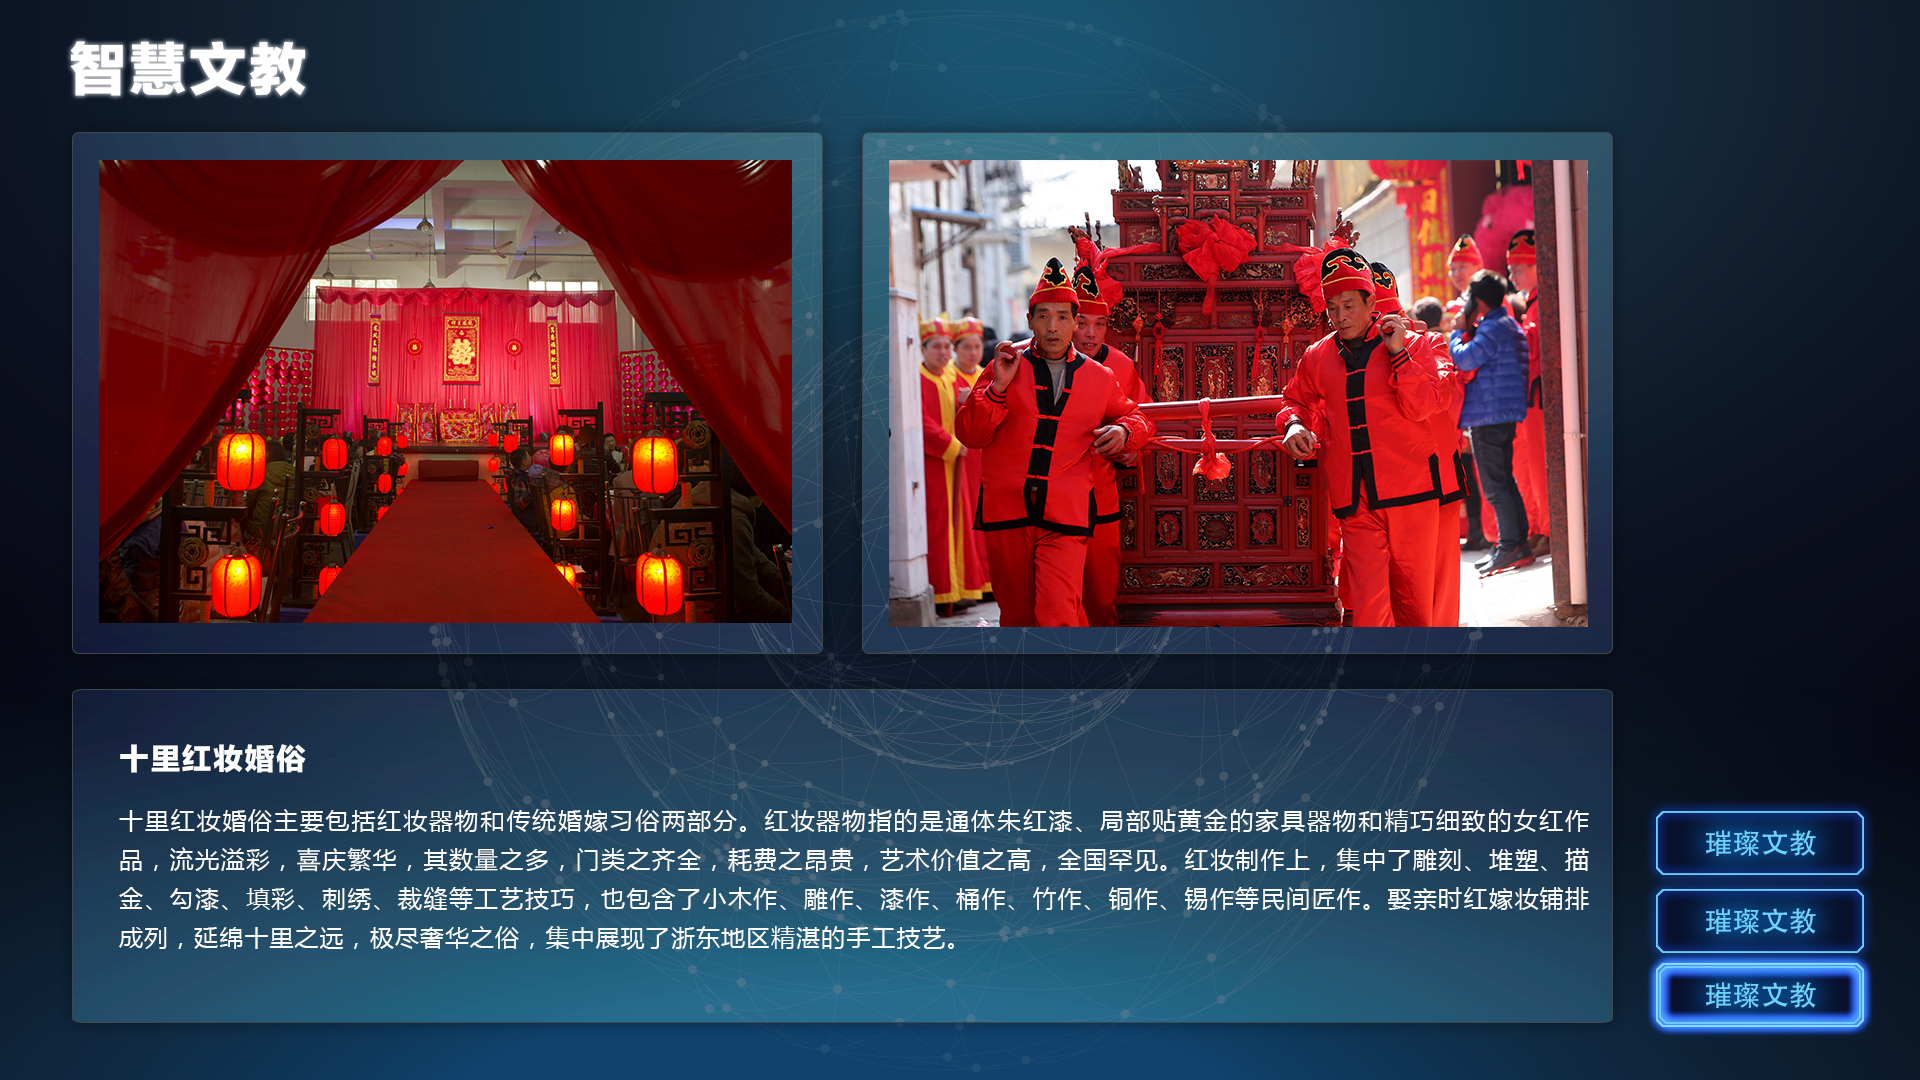 智慧文教
囍
十里红妆婚俗
十里红妆婚俗主要包括红妆器物和传统婚嫁习俗两部分。红妆器物指的是通体朱红漆、局部贴黄金的家具器物和精巧细致的女红作
品，流光溢彩，喜庆繁华，其数量之多，门类之齐全，耗费之昂贵，艺术价值之高，全国罕见。红妆制作上，集中了雕刻、堆塑、描
金、勾漆、填彩、刺绣、裁缝等工艺技巧，也包含了小木作、雕作、漆作、桶作、竹作、铜作、锡作等民间匠作。娶亲时红嫁妆铺排
成列，延绵十里之远，极尽奢华之俗，集中展现了浙东地区精湛的手工技艺。
璀璨文教
璀璨文教
璀璨文教